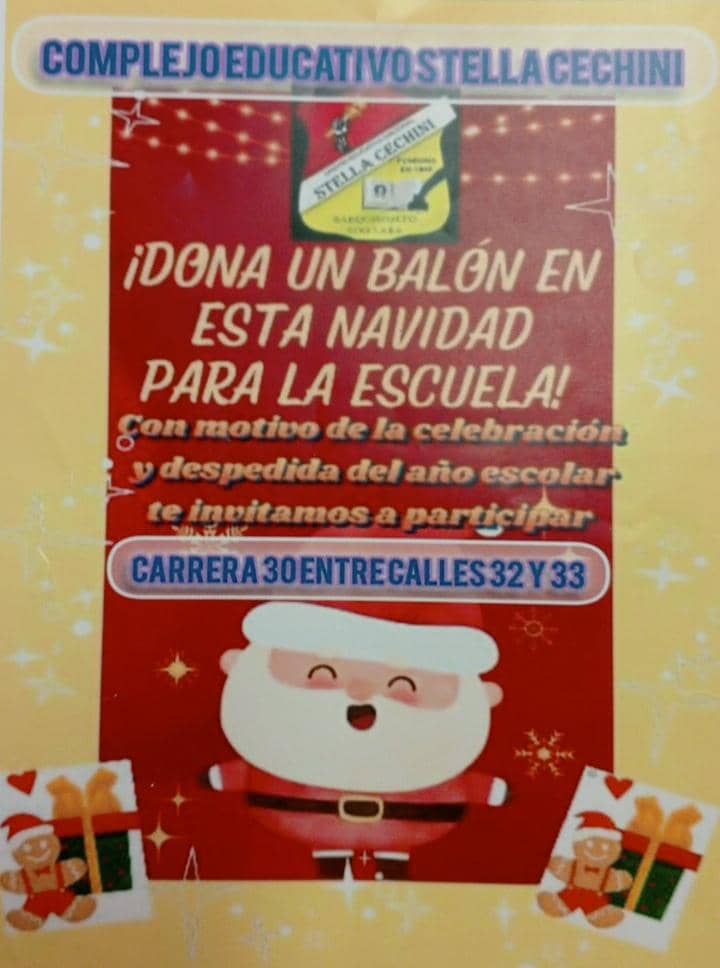 COMPLEJO EDUCATIVO STELLA CECHINI
STELLA CECHINI
¡DONA UN BALÓN EN
ESTA NAVIDAD
PARA LA ESCUELA!
Con motivo de la celebración
y despedida del año escolar
te invitamos a participar
CARRERA 30 ENTRE CALLES 32 Y 33